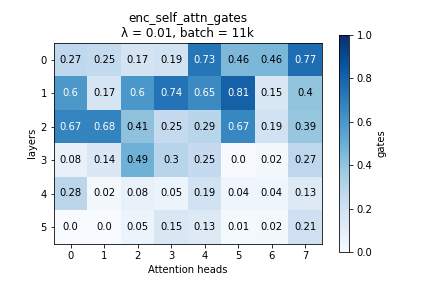 enc_self_attn_gates
λ = 0.01, batch = 11k
0 0.27 0.25 0.17 0.19 0.73 0.46 0.46 0.77
1 0.6 0.17 0.6 0.74 0.65 0.81 0.15 0.4
2 0.67 0.68 0.41 0.25 0.29 0.67 0.19 0.39
3 0.08 0.14 0.49 0.3 0.25 0.0 0.02 0.27
4 0.28 0.02 0.08 0.05 0.19 0.04 0.04 0.13
5 0.0 0.0 0.05 0.15 0.13 0.01 0.02 0.21
0 1 2 3 4 5 6 7
Attention heads
layers
1.0
0.8
0.6
0.4
0.2
0.0
gates